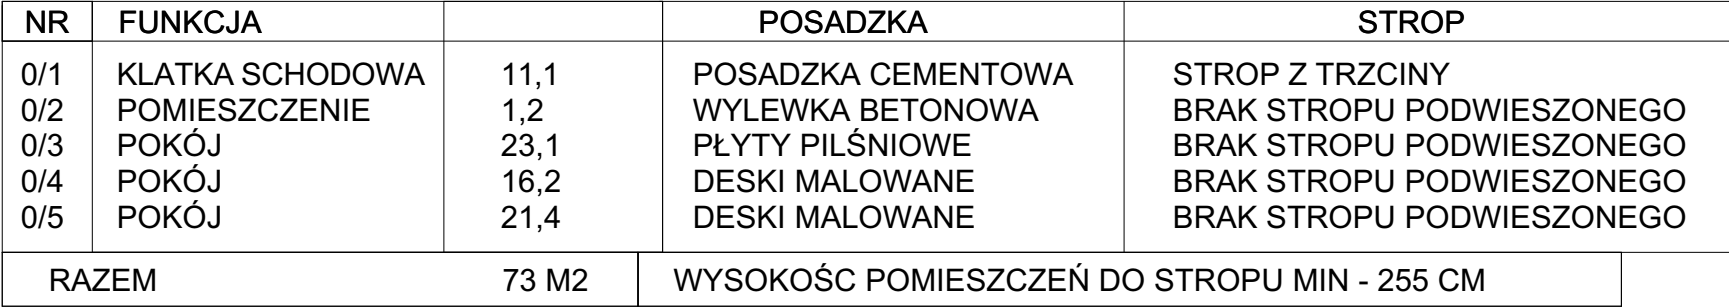 NR FUNKCJA POSADZKA STROP
0/1 KLATKA SCHODOWA 11,1 POSADZKA CEMENTOWA STROP Z TRZCINY
0/2 POMIESZCZENIE 1,2 WYLEWKA BETONOWA BRAK STROPU PODWIESZONEGO
0/3 POKÓJ 23,1 PŁYTY PILŚNIOWE BRAK STROPU PODWIESZONEGO
0/4 POKÓJ 16,2 DESKI MALOWANE BRAK STROPU PODWIESZONEGO
0/5 POKÓJ 21,4 DESKI MALOWANE BRAK STROPU PODWIESZONEGO
RAZEM 73 M2 WYSOKOŚC POMIESZCZEŃ DO STROPU MIN - 255 CM